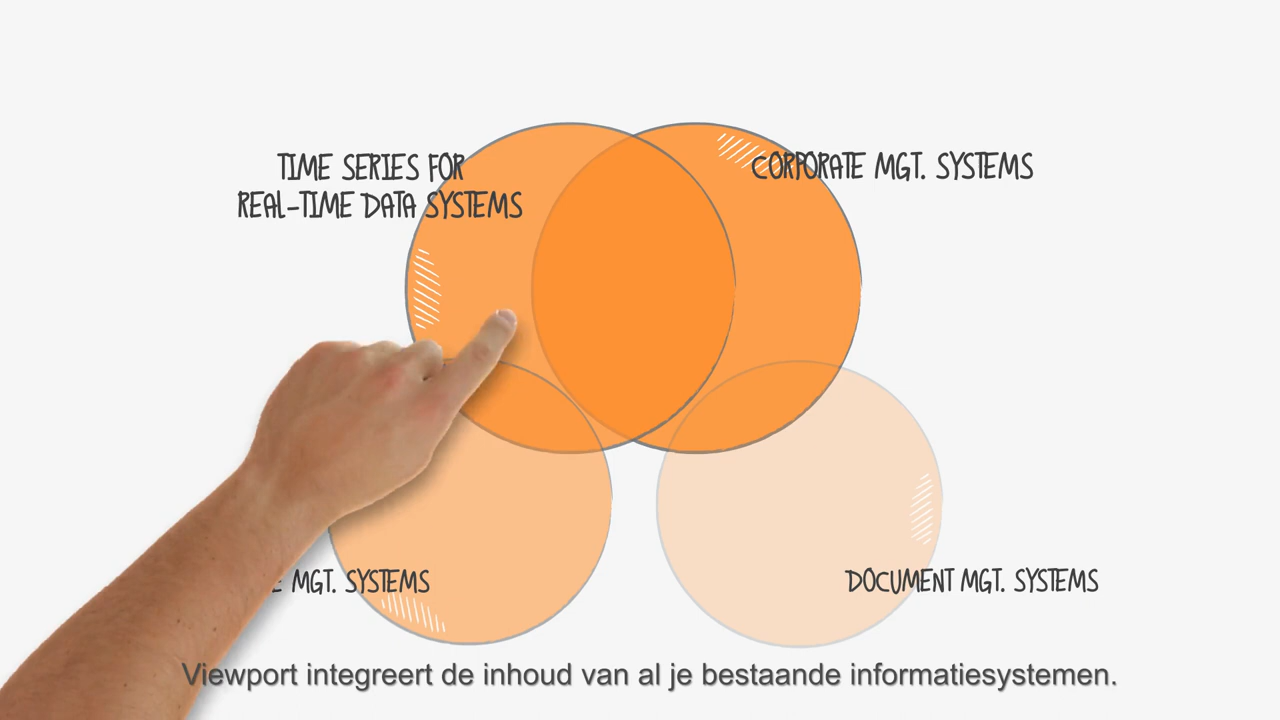 TIME SERIES FOR
REAL-TIME DATA SYSTEMS
CORPORATE MGT. SYSTEMS
MGT. SYSTEMS
DOCUMENT MGT. SYSTEMS
Viewport integreert de inhoud van al je bestaande informatiesystemen.